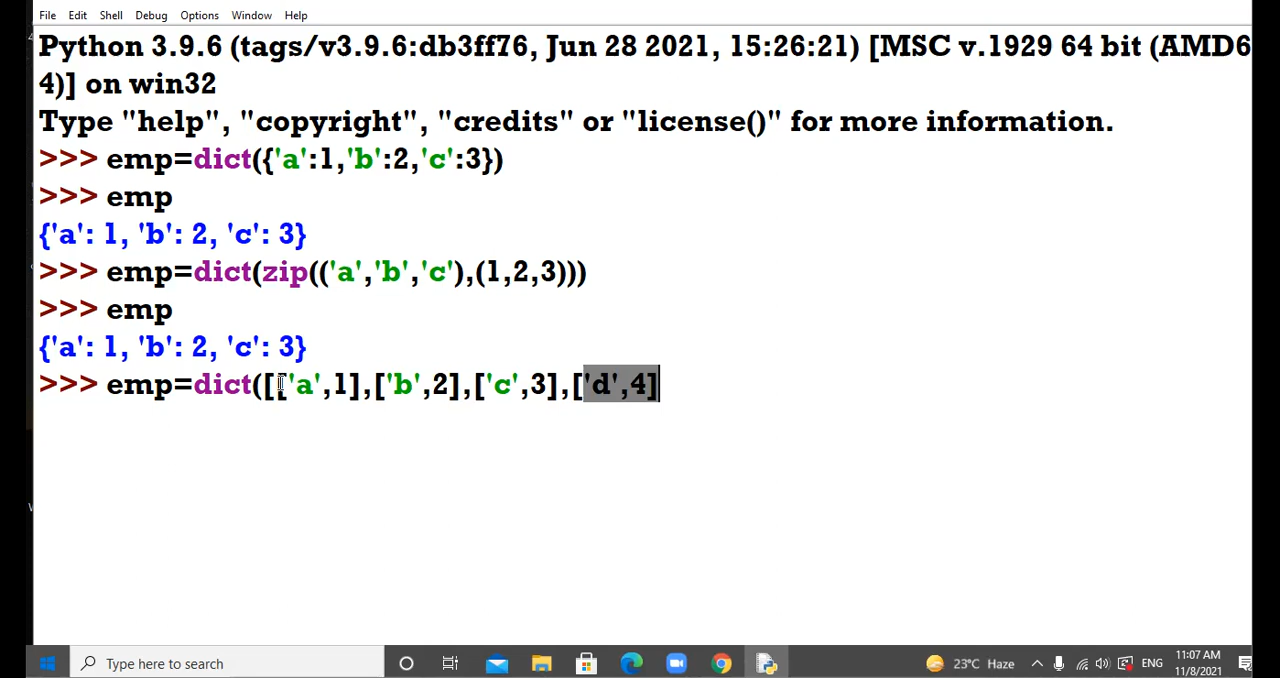 File Edit Shell Debug Options Window Help
Python 3.9.6 (tags/v3.9.6:db3ff76, Jun 28 2021, 15:26:21) [MSC v.1929 64 bit (AMD6
4)] on win32
Type "help", "copyright", "credits" or "license()" for more information.
>>> emp=dict({'a':1,'b':2,'c':3})
>>> emp
{'a': 1, 'b': 2, 'c': 3}
>>> emp=dict(zip(('a','b','c'),(1,2,3)))
>>> emp
{'a': 1, 'b': 2, 'c': 3}
>>> emp=dict([['a',1],['b',2],['c',3],['d',4]
Type here to search
23°C Haze
ENG
11:07 AM
11/8/2021